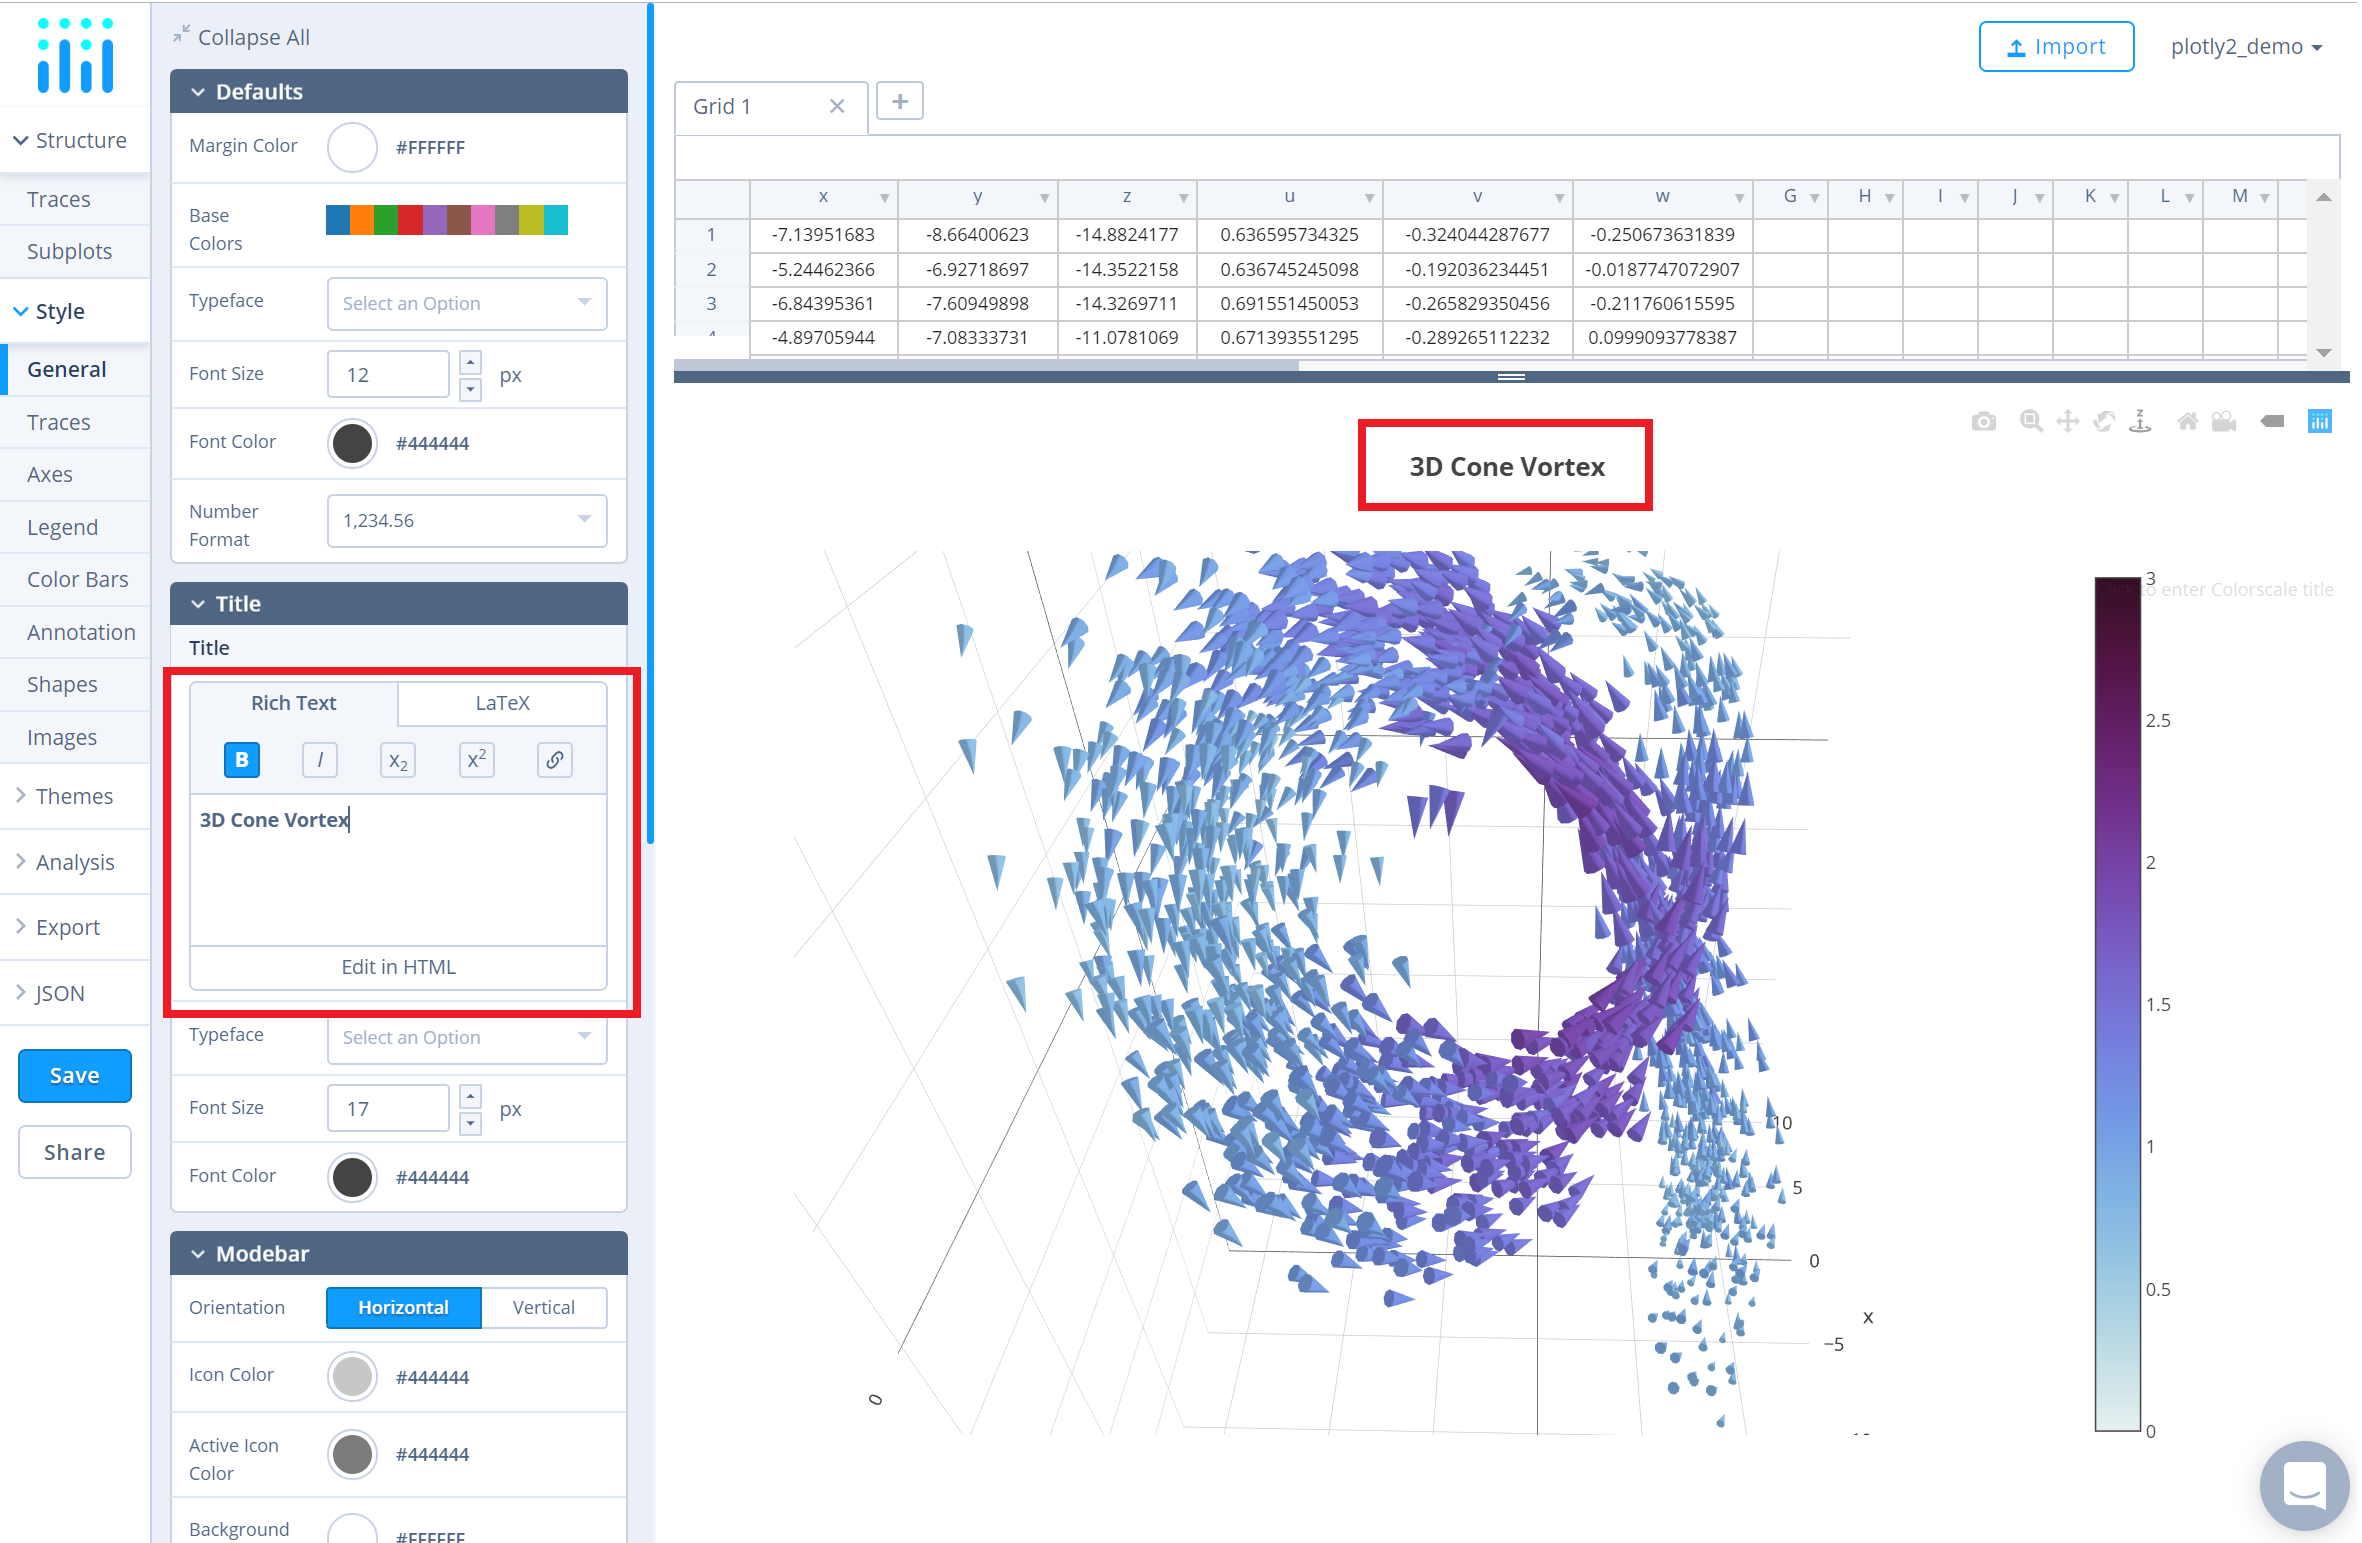 Structure
Traces
Subplots
Style
General
Traces
Axes
Legend
Color Bars
Annotation
Shapes
Images
Themes
Analysis
Export
JSON
Save
Share
Collapse All
Defaults
Margin Color #FFFFFF
Base Colors
Typeface Select an Option
Font Size 12 px
Font Color #444444
Number Format 1,234.56
Title
Title
Rich Text LaTeX
B I x2 x2
3D Cone Vortex
Edit in HTML
Typeface Select an Option
Font Size 17 px
Font Color #444444
Modebar
Orientation Horizontal Vertical
Icon Color #444444
Active Icon Color #444444
Background #FFFFFF
Import plotly2_demo
Grid 1 +
x y z u v w G H I J K L M
1 -7.13951683 -8.66400623 -14.8824177 0.636595734325 -0.324044287677 -0.250673631839
2 -5.24462366 -6.92718697 -14.3522158 0.636745245098 -0.192036234451 -0.0187747072907
3 -6.84395361 -7.60949898 -14.3269711 0.691551450053 -0.265829350456 -0.211760615595
4 -4.89705944 -7.08333731 -11.0781069 0.671393551295 -0.289265112232 0.0999093778387
z
3D Cone Vortex
Click to enter Colorscale title
3
2.5
2
1.5
1
0.5
0
10
5
0
x
−5
0